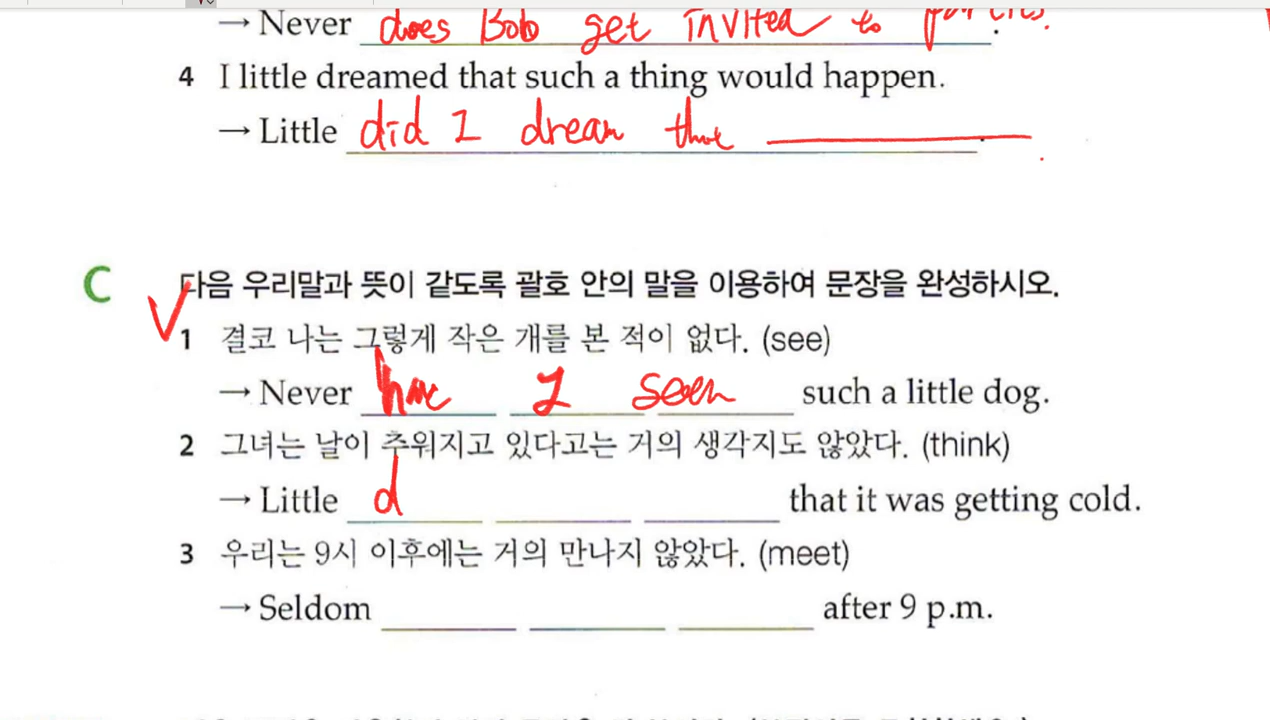 → Never does Bob get invited to parties.
4 I little dreamed that such a thing would happen.
→ Little did I dream that
C 다음 우리말과 뜻이 같도록 괄호 안의 말을 이용하여 문장을 완성하시오.
1 결코 나는 그렇게 작은 개를 본 적이 없다. (see)
→ Never have I seen such a little dog.
2 그녀는 날이 추워지고 있다고는 거의 생각지도 않았다. (think)
→ Little d that it was getting cold.
3 우리는 9시 이후에는 거의 만나지 않았다. (meet)
→ Seldom after 9 p.m.